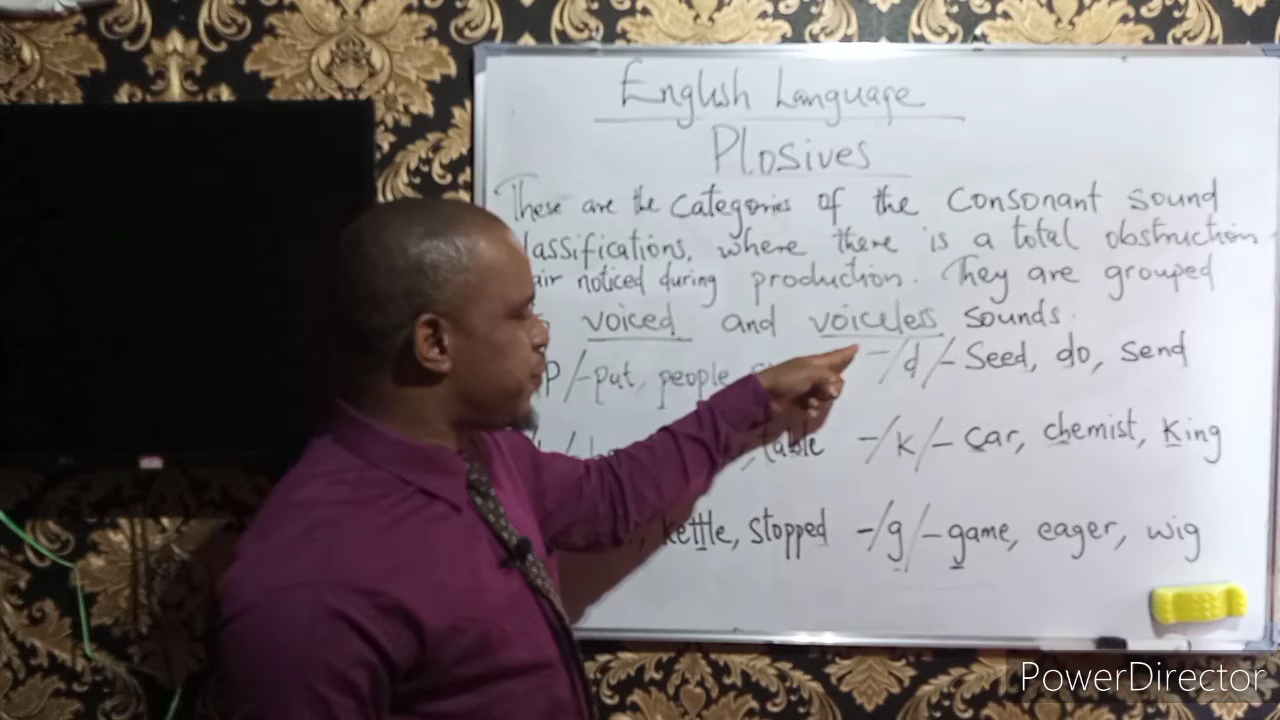 English Language
Plosives
These are the categories of the consonant sound
lassifications, where there is a total obstruction
air noticed during production. They are grouped
voiced and voiceless sounds.
p/-put, people -/d/- Seed, do, send
, table -/k/- car, chemist, king
kettle, stopped -/g/- game, eager, wig
PowerDirector